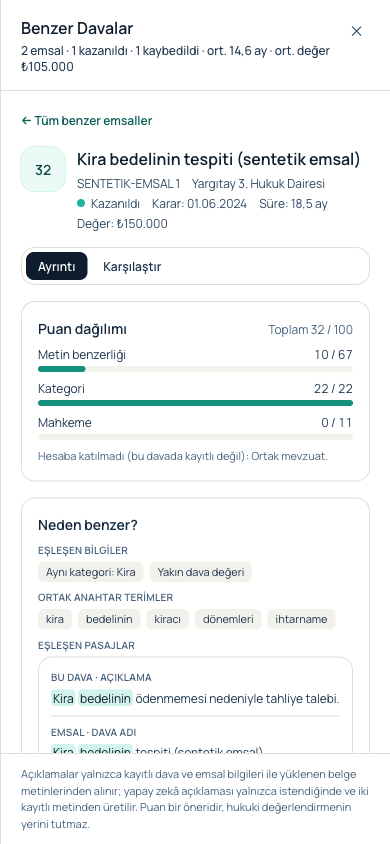 Benzer Davalar
2 emsal · 1 kazanıldı · 1 kaybedildi · ort. 14,6 ay · ort. değer
₺105.000
← Tüm benzer emsaller
32
Kira bedelinin tespiti (sentetik emsal)
SENTETIK-EMSAL 1 Yargıtay 3. Hukuk Dairesi
Kazanıldı Karar: 01.06.2024 Süre: 18,5 ay
Değer: ₺150.000
Ayrıntı Karşılaştır
Puan dağılımı Toplam 32 / 100
Metin benzerliği 10 / 67
Kategori 22 / 22
Mahkeme 0 / 11
Hesaba katılmadı (bu davada kayıtlı değil): Ortak mevzuat.
Neden benzer?
EŞLEŞEN BİLGİLER
Aynı kategori: Kira Yakın dava değeri
ORTAK ANAHTAR TERİMLER
kira bedelinin kiracı dönemleri ihtarname
EŞLEŞEN PASAJLAR
BU DAVA · AÇIKLAMA
Kira bedelinin ödenmemesi nedeniyle tahliye talebi.
EMSAL · DAVA ADI
Kira bedelinin tespiti (sentetik emsal)
Açıklamalar yalnızca kayıtlı dava ve emsal bilgileri ile yüklenen belge
metinlerinden alınır; yapay zekâ açıklaması yalnızca istendiğinde ve iki
kayıtlı metinden üretilir. Puan bir öneridir, hukuki değerlendirmenin
yerini tutmaz.